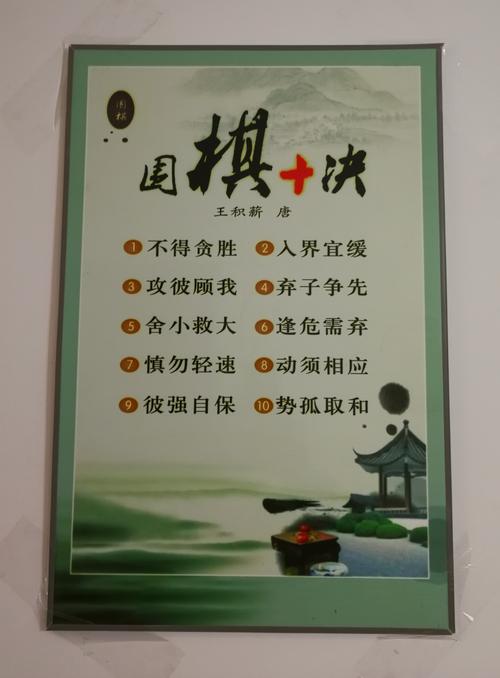 围棋
围棋十决
王积薪 唐
1 不得贪胜 2 入界宜缓
3 攻彼顾我 4 弃子争先
5 舍小救大 6 逢危需弃
7 慎勿轻速 8 动须相应
9 彼强自保 10 势孤取和